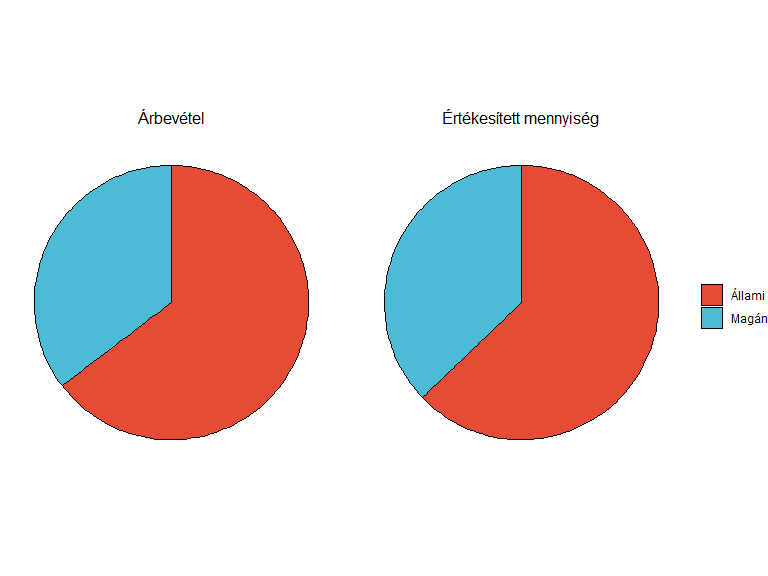 Árbevétel
Értékesített mennyiség
Állami
Magán